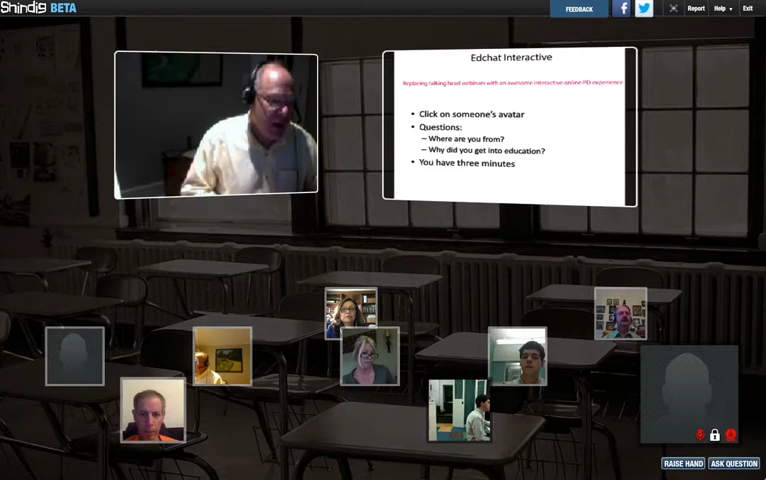 Shindig BETA
FEEDBACK
Report
Help
Exit
Edchat Interactive
Replacing talking head webinars with an awesome interactive online PD experience
• Click on someone's avatar
• Questions:
– Where are you from?
– Why did you get into education?
• You have three minutes
RAISE HAND
ASK QUESTION